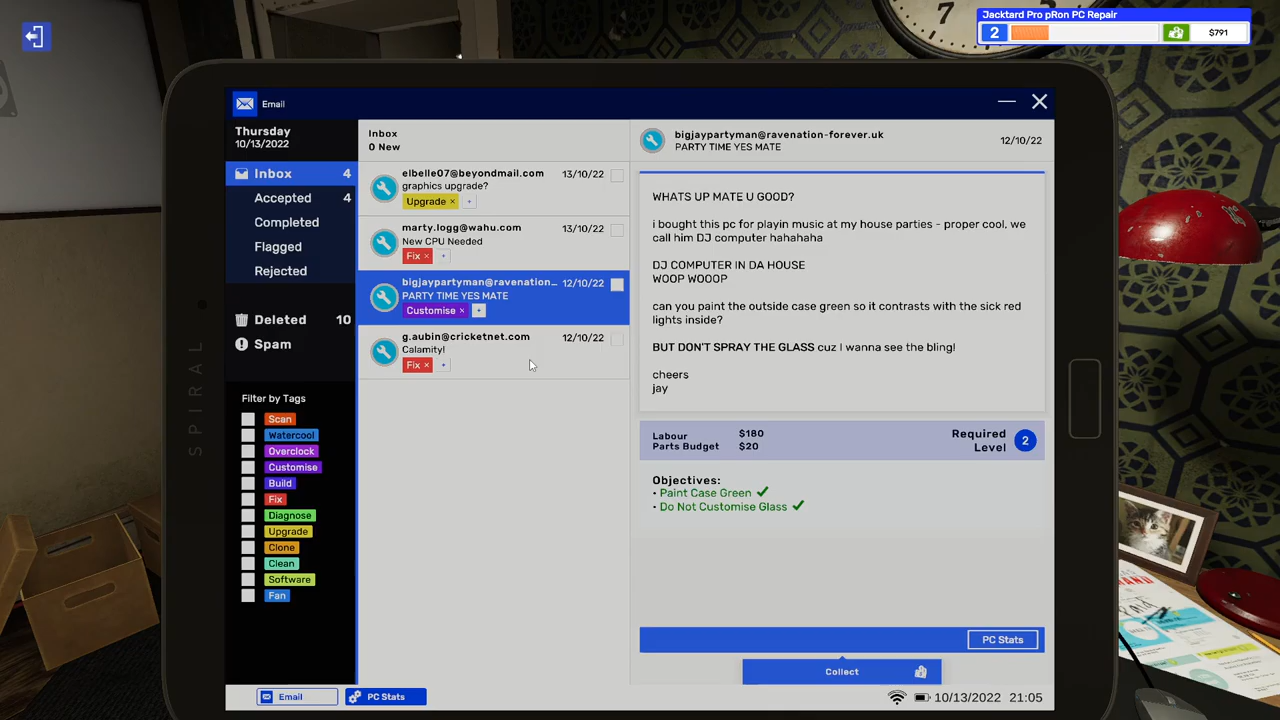 Jacktard Pro pRon PC Repair
2
$791
Email
Thursday
10/13/2022
Inbox 4
Accepted 4
Completed
Flagged
Rejected
Deleted 10
Spam
Filter by Tags
Scan
Watercool
Overclock
Customise
Build
Fix
Diagnose
Upgrade
Clone
Clean
Software
Fan
Inbox
0 New
elbelle07@beyondmail.com 13/10/22
graphics upgrade?
Upgrade × +
marty.logg@wahu.com 13/10/22
New CPU Needed
Fix × +
bigjaypartyman@ravenation-... 12/10/22
PARTY TIME YES MATE
Customise × +
g.aubin@cricketnet.com 12/10/22
Calamity!
Fix × +
bigjaypartyman@ravenation-forever.uk 12/10/22
PARTY TIME YES MATE
WHATS UP MATE U GOOD?
i bought this pc for playin music at my house parties - proper cool, we
call him DJ computer hahahaha
DJ COMPUTER IN DA HOUSE
WOOP WOOOP
can you paint the outside case green so it contrasts with the sick red
lights inside?
BUT DON'T SPRAY THE GLASS cuz I wanna see the bling!
cheers
jay
Labour $180
Parts Budget $20
Required
Level 2
Objectives:
• Paint Case Green ✓
• Do Not Customise Glass ✓
PC Stats
Collect
Email
PC Stats
10/13/2022 21:05
SPIRAL
7
6
5